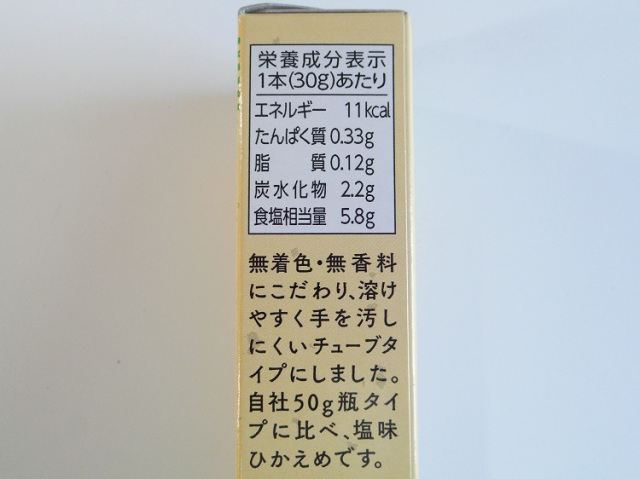 栄養成分表示
1本(30g)あたり
エネルギー 11kcal
たんぱく質 0.33g
脂質 0.12g
炭水化物 2.2g
食塩相当量 5.8g
無着色・無香料
にこだわり、溶け
やすく手を汚し
にくいチューブタ
イプにしました。
自社50g瓶タイ
プに比べ、塩味
ひかえめです。